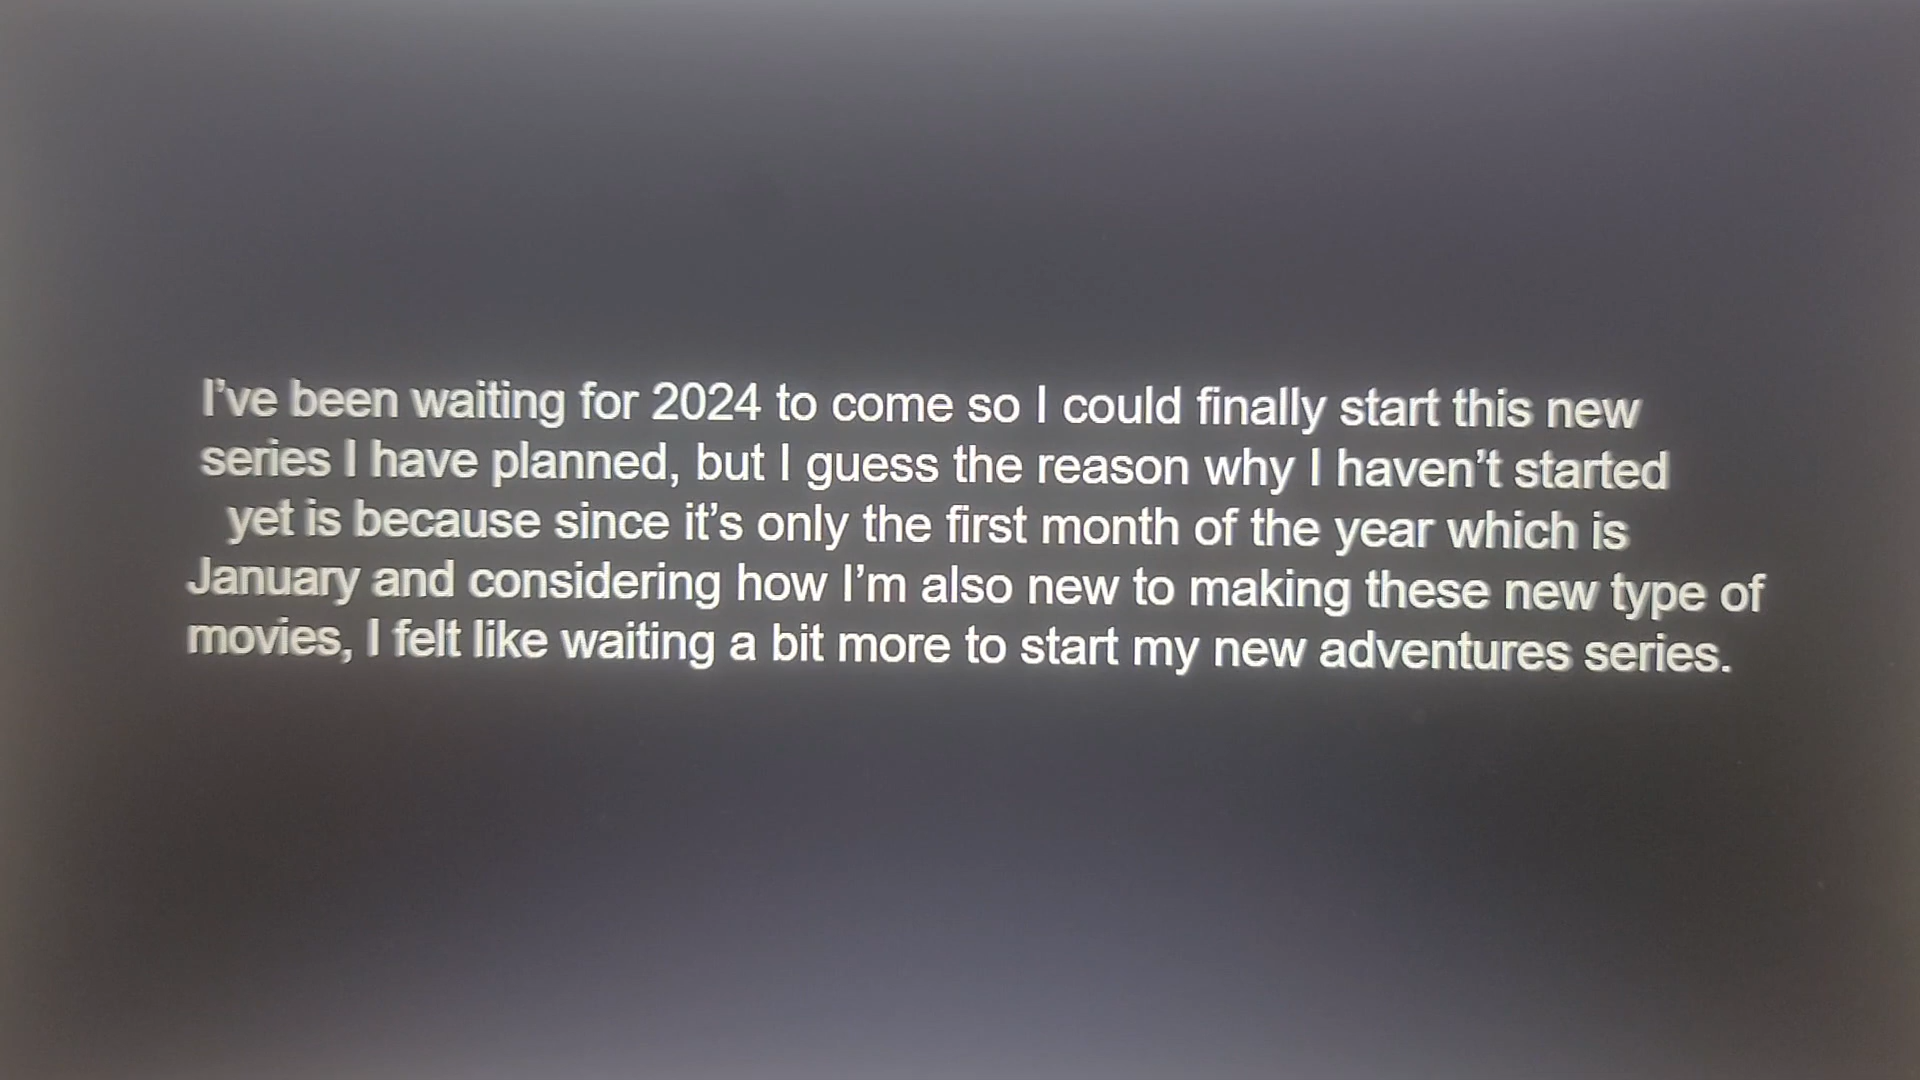 I’ve been waiting for 2024 to come so I could finally start this new
series I have planned, but I guess the reason why I haven’t started
yet is because since it’s only the first month of the year which is
January and considering how I’m also new to making these new type of
movies, I felt like waiting a bit more to start my new adventures series.